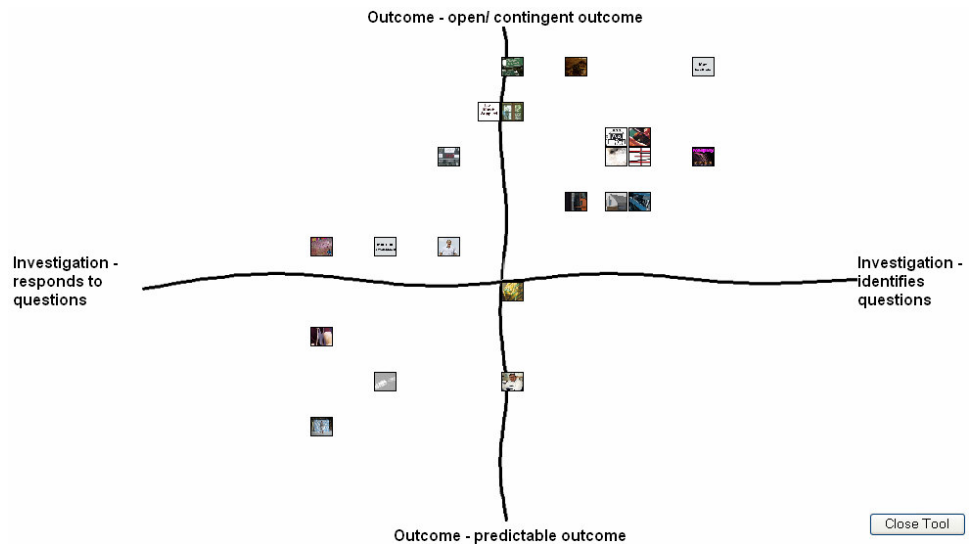 Outcome - open/ contingent outcome
Investigation -
responds to
questions
Investigation -
identifies
questions
Outcome - predictable outcome
Close Tool